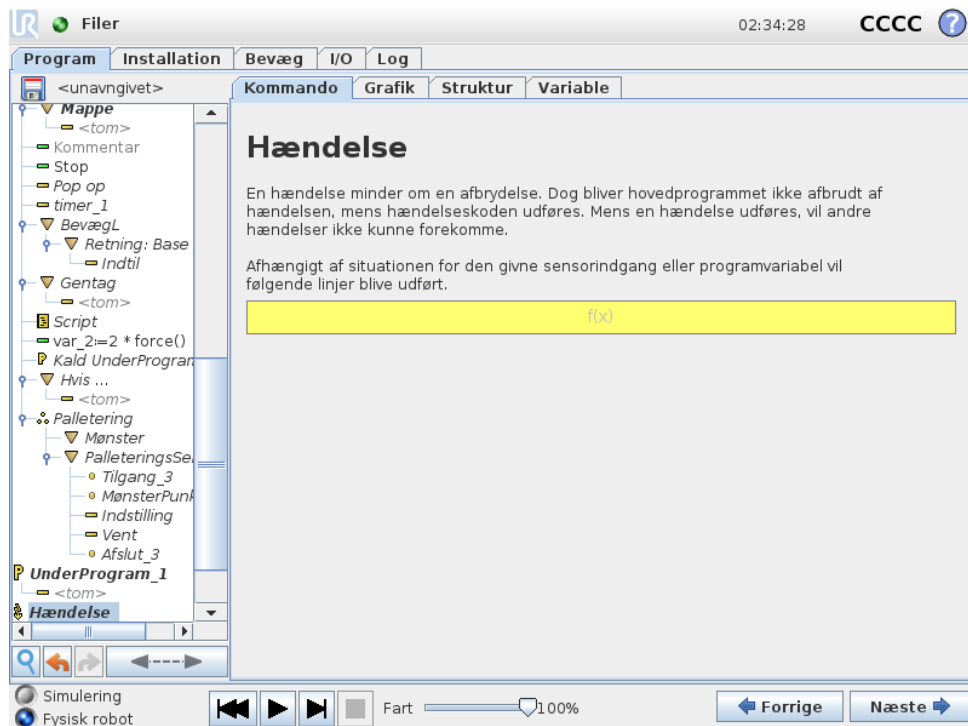 UR Filer 02:34:28 CCCC ?
Program Installation Bevæg I/O Log
<unavngivet>
Kommando Grafik Struktur Variable
Mappe
<tom>
Kommentar
Stop
Pop op
timer_1
BevægL
Retning: Base
Indtil
Gentag
<tom>
Script
var_2≔2 * force()
Kald UnderProgram
Hvis ...
<tom>
Palletering
Mønster
PalleteringsSe
Tilgang_3
MønsterPunk
Indstilling
Vent
Afslut_3
P UnderProgram_1
<tom>
Hændelse
Hændelse
En hændelse minder om en afbrydelse. Dog bliver hovedprogrammet ikke afbrudt af
hændelsen, mens hændelseskoden udføres. Mens en hændelse udføres, vil andre
hændelser ikke kunne forekomme.
Afhængigt af situationen for den givne sensorindgang eller programvariabel vil
følgende linjer blive udført.
f(x)
Simulering
Fysisk robot
Fart 100%
Forrige Næste